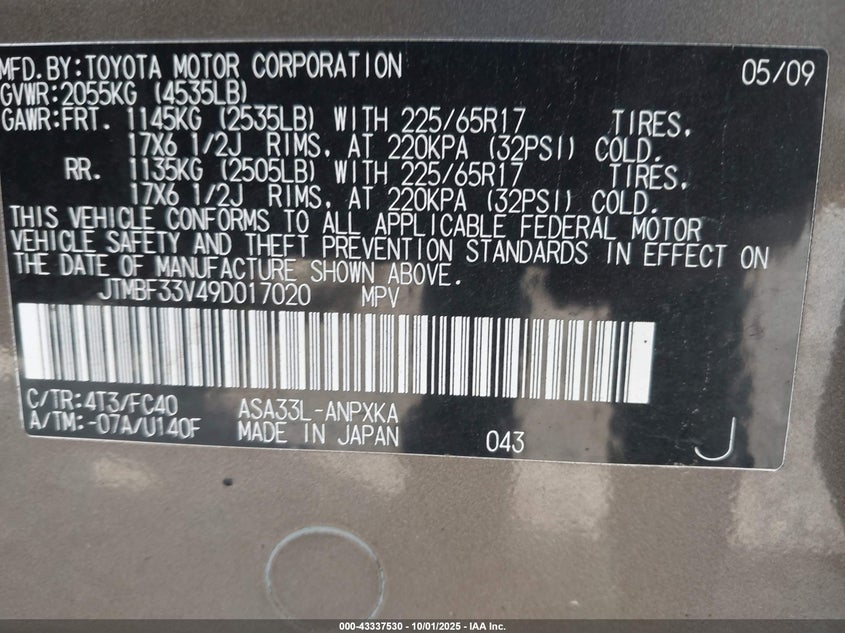 MFD.BY:TOYOTA MOTOR CORPORATION 05/09
GVWR:2055KG (4535LB)
GAWR:FRT. 1145KG (2535LB) WITH 225/65R17 TIRES,
17X6 1/2J RIMS, AT 220KPA (32PSI) COLD.
RR. 1135KG (2505LB) WITH 225/65R17 TIRES,
17X6 1/2J RIMS, AT 220KPA (32PSI) COLD.
THIS VEHICLE CONFORMS TO ALL APPLICABLE FEDERAL MOTOR
VEHICLE SAFETY AND THEFT PREVENTION STANDARDS IN EFFECT ON
THE DATE OF MANUFACTURE SHOWN ABOVE.
JTMBF33V49D017020 MPV
C/TR:4T3/FC40 ASA33L-ANPXKA
A/TM:-07A/U140F MADE IN JAPAN 043 J
000-43337530 - 10/01/2025 - IAA Inc.